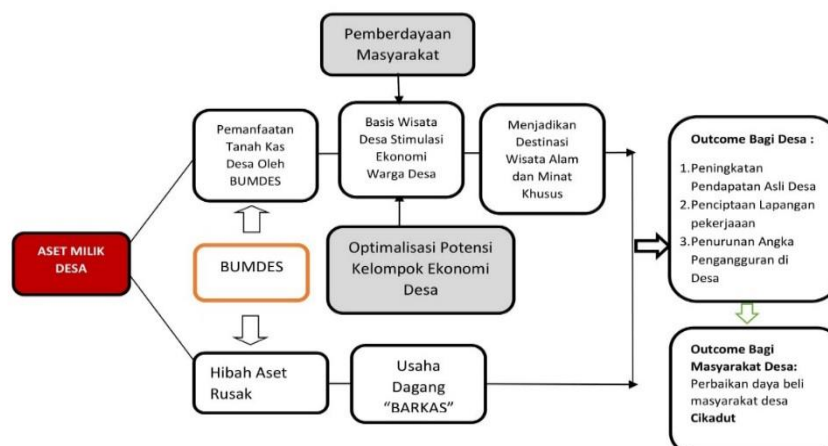 Pemberdayaan
Masyarakat
Pemanfaatan
Tanah Kas
Desa Oleh
BUMDES
Basis Wisata
Desa Stimulasi
Ekonomi
Warga Desa
Menjadikan
Destinasi
Wisata Alam
dan Minat
Khusus
Outcome Bagi Desa :
1.Peningkatan
Pendapatan Asli Desa
2.Penciptaan Lapangan
pekerjaaan
3.Penurunan Angka
Pengangguran di
Desa
ASET MILIK
DESA
BUMDES
Optimalisasi Potensi
Kelompok Ekonomi
Desa
Hibah Aset
Rusak
Usaha
Dagang
“BARKAS”
Outcome Bagi
Masyarakat Desa:
Perbaikan daya beli
masyarakat desa
Cikadut